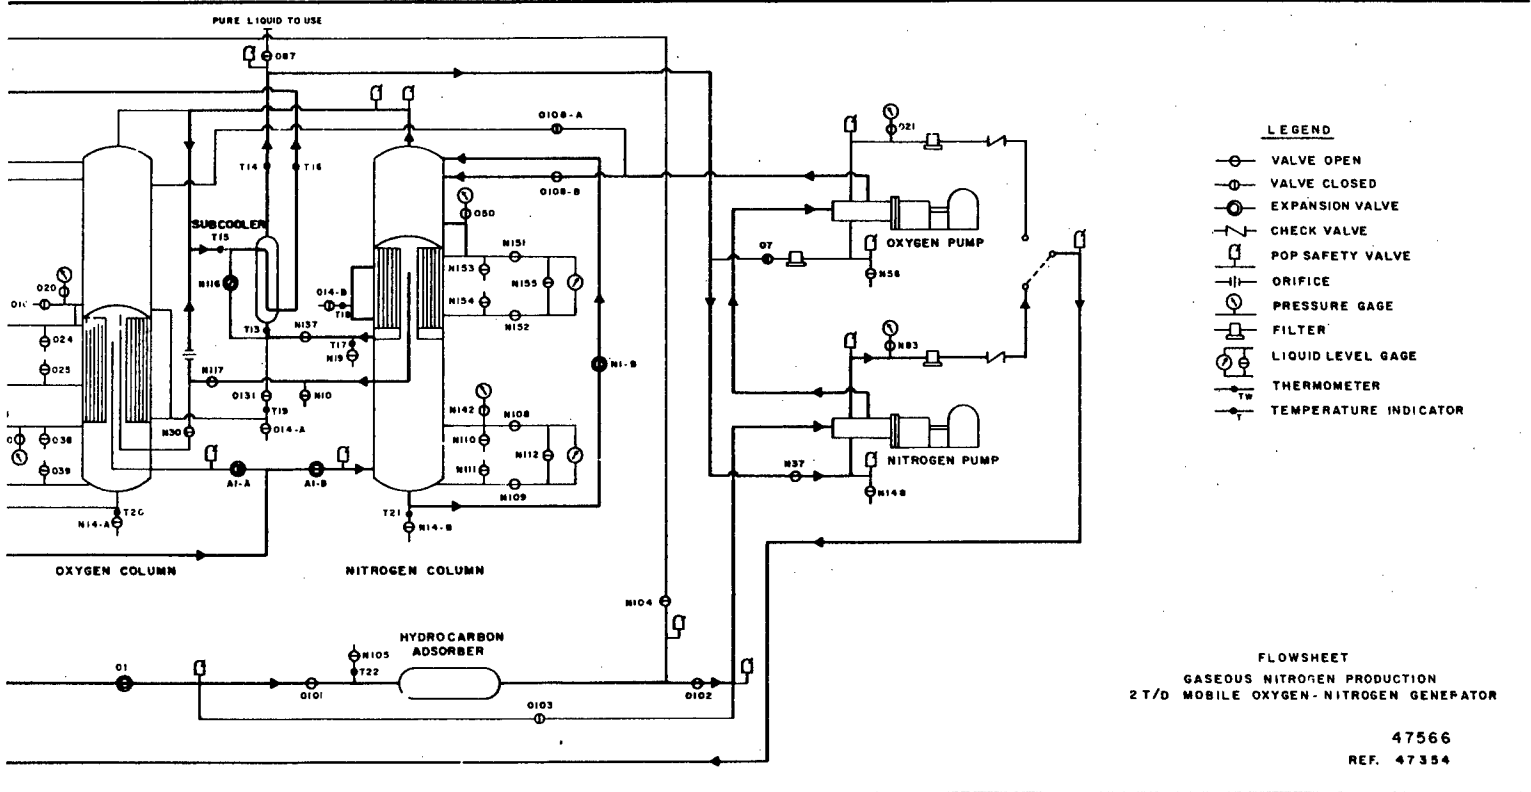 PURE LIQUID TO USE
O87
O108-A
O21
LEGEND
VALVE OPEN
VALVE CLOSED
EXPANSION VALVE
CHECK VALVE
POP SAFETY VALVE
ORIFICE
PRESSURE GAGE
FILTER
LIQUID LEVEL GAGE
TW
THERMOMETER
T
TEMPERATURE INDICATOR
T14
T16
O108-B
SUBCOOLER
T15
O50
N151
OXYGEN PUMP
O7
N56
N116
N153
N155
N154
N152
O20
O14-B
T18
T13
N137
T17
N19
O24
O25
N117
O131
N10
T19
O14-A
N30
N1-B
N83
N142
N108
N110
N112
N111
N109
NITROGEN PUMP
N37
N148
O38
O39
A1-A
A1-B
N14-A
T21
N14-B
OXYGEN COLUMN
NITROGEN COLUMN
N104
HYDROCARBON
ADSORBER
N105
T22
O1
O101
O102
O103
FLOWSHEET
GASEOUS NITROGEN PRODUCTION
2 T/D MOBILE OXYGEN-NITROGEN GENERATOR
47566
REF. 47354